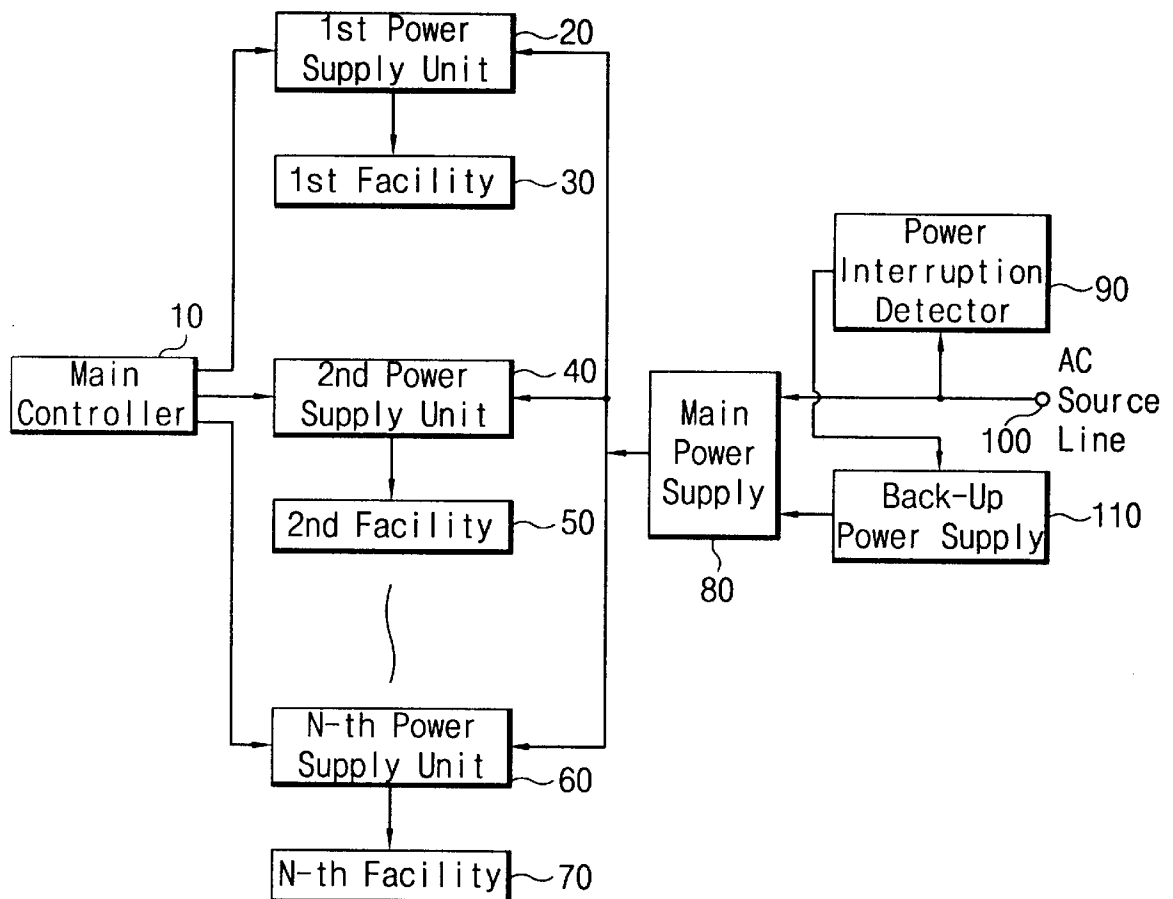 1st Power
Supply Unit
20
1st Facility
30
Power
Interruption
Detector
90
10
Main
Controller
2nd Power
Supply Unit
40
Main
Power
Supply
80
AC
Source
Line
100
2nd Facility
50
Back-Up
Power Supply
110
N-th Power
Supply Unit
60
N-th Facility
70